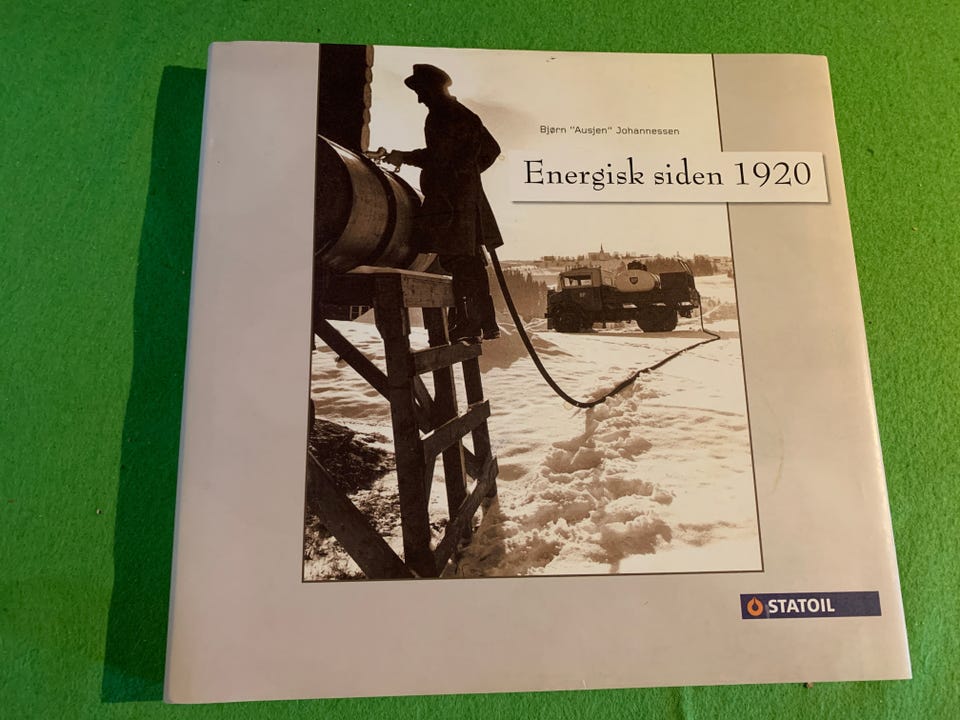 Bjørn "Ausjen" Johannessen
Energisk siden 1920
STATOIL